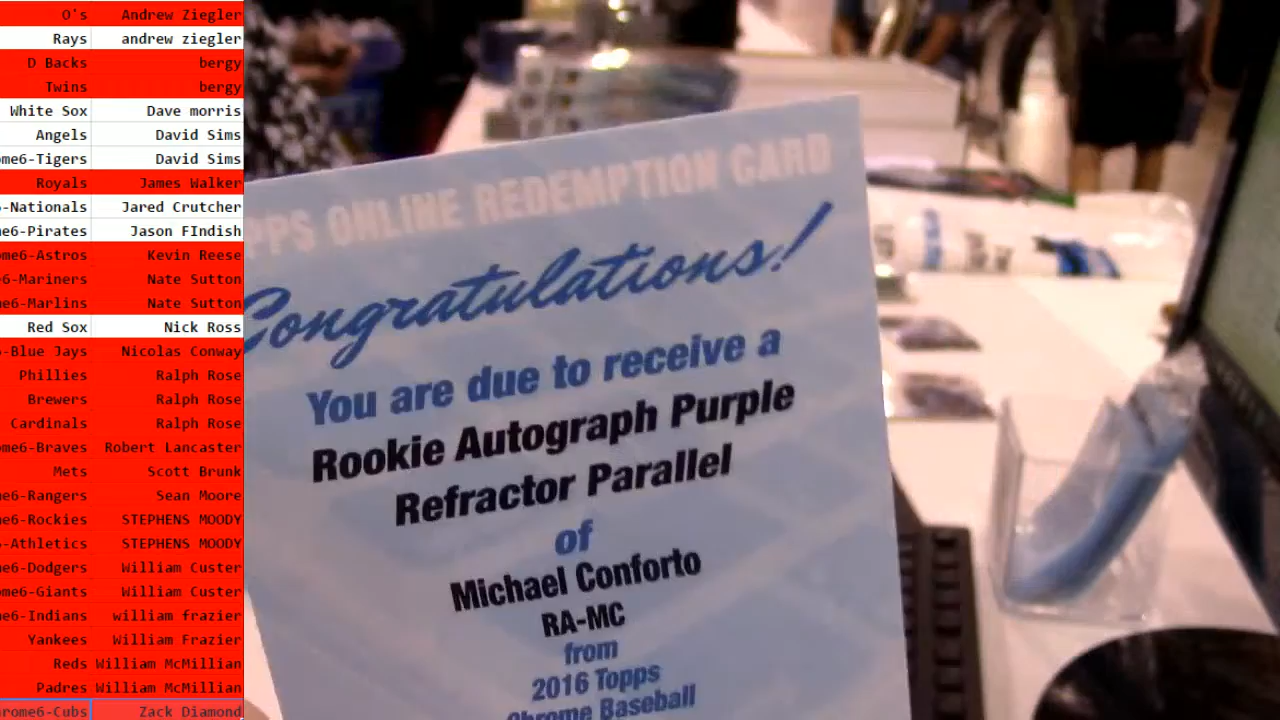 O's Andrew Ziegler
Rays andrew ziegler
D Backs bergy
Twins bergy
White Sox Dave morris
Angels David Sims
ome6-Tigers David Sims
Royals James Walker
-Nationals Jared Crutcher
me6-Pirates Jason FIndish
ome6-Astros Kevin Reese
e6-Mariners Nate Sutton
me6-Marlins Nate Sutton
Red Sox Nick Ross
-Blue Jays Nicolas Conway
Phillies Ralph Rose
Brewers Ralph Rose
Cardinals Ralph Rose
ome6-Braves Robert Lancaster
Mets Scott Brunk
me6-Rangers Sean Moore
me6-Rockies STEPHENS MOODY
-Athletics STEPHENS MOODY
me6-Dodgers William Custer
ome6-Giants William Custer
me6-Indians william frazier
Yankees William Frazier
Reds William McMillian
Padres William McMillian
rome6-Cubs Zack Diamond
PPS ONLINE REDEMPTION CARD
Congratulations!
You are due to receive a
Rookie Autograph Purple
Refractor Parallel
of
Michael Conforto
RA-MC
from
2016 Topps
Chrome Baseball